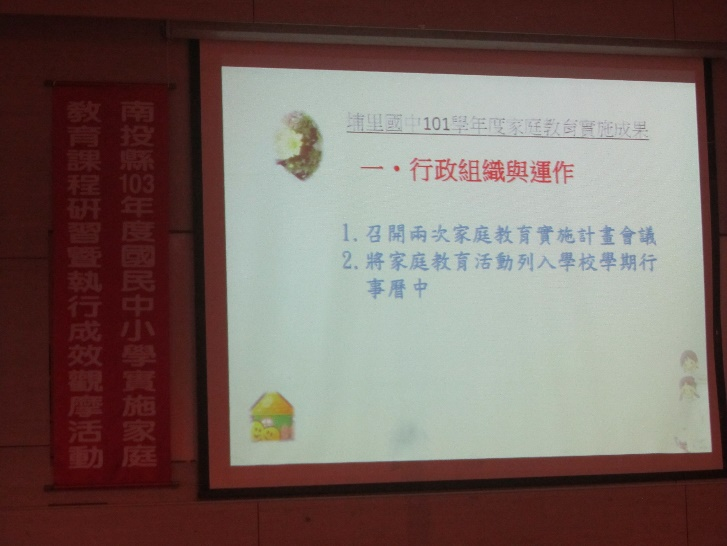 南投縣103年度國民中小學實施家庭
教育課程研習暨執行成效觀摩活動
埔里國中101學年度家庭教育實施成果
一‧行政組織與運作
1. 召開兩次家庭教育實施計畫會議
2. 將家庭教育活動列入學校學期行
事曆中